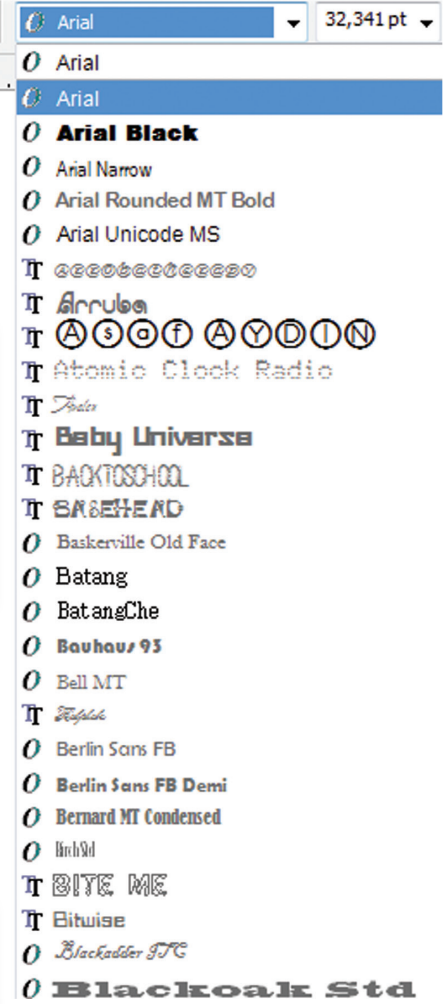 Arial 32,341 pt
Arial
Arial
Arial Black
Arial Narrow
Arial Rounded MT Bold
Arial Unicode MS
Arruba
Asaf AYDIN
Atomic Clock Radio
Baby Universe
BACKTOSCHOOL
BASEHEAD
Baskerville Old Face
Batang
BatangChe
Bauhaus 93
Bell MT
Berlin Sans FB
Berlin Sans FB Demi
Bernard MT Condensed
Birch Std
BITE ME
Bitwise
Blackadder ITC
Blackoak Std